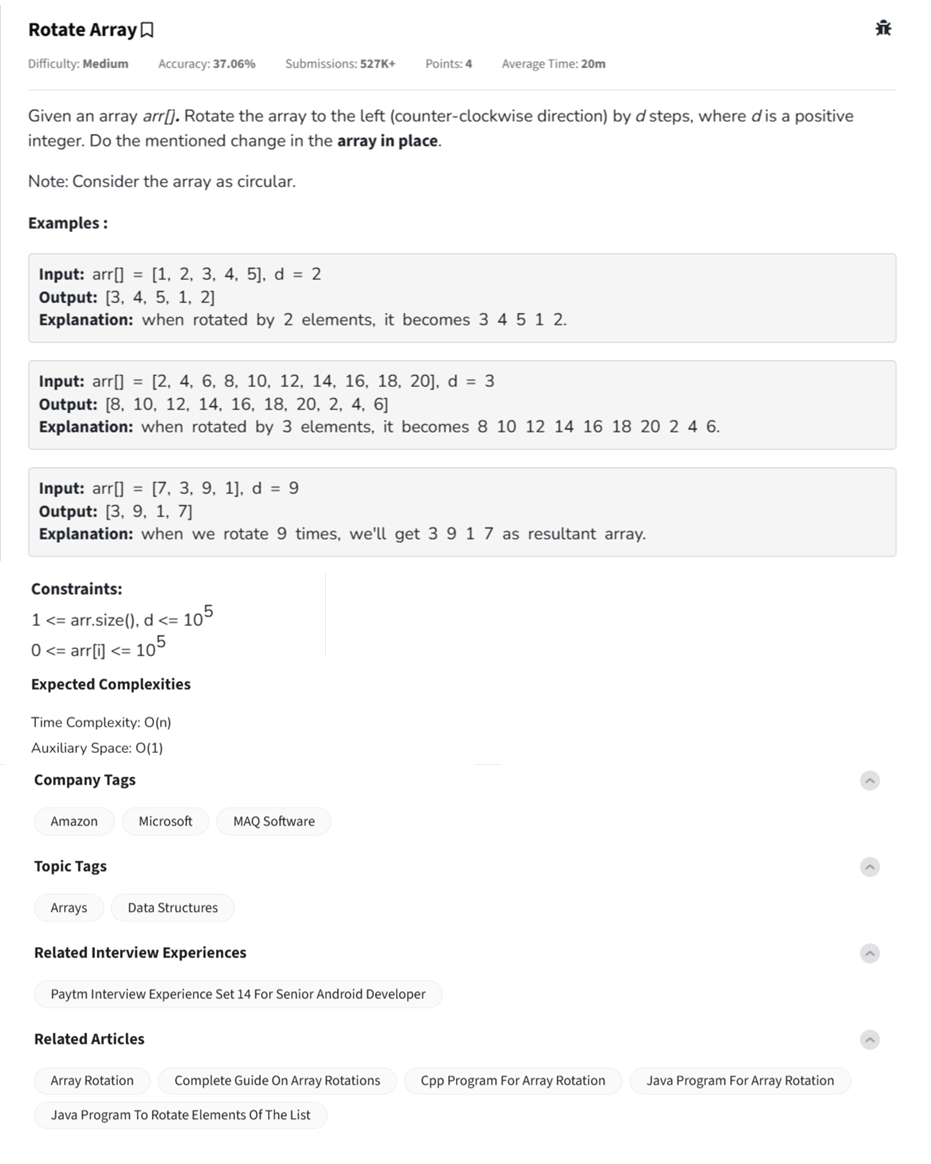 Rotate Array
Difficulty: Medium Accuracy: 37.06% Submissions: 527K+ Points: 4 Average Time: 20m
Given an array arr[]. Rotate the array to the left (counter-clockwise direction) by d steps, where d is a positive
integer. Do the mentioned change in the array in place.
Note: Consider the array as circular.
Examples :
Input: arr[] = [1, 2, 3, 4, 5], d = 2
Output: [3, 4, 5, 1, 2]
Explanation: when rotated by 2 elements, it becomes 3 4 5 1 2.
Input: arr[] = [2, 4, 6, 8, 10, 12, 14, 16, 18, 20], d = 3
Output: [8, 10, 12, 14, 16, 18, 20, 2, 4, 6]
Explanation: when rotated by 3 elements, it becomes 8 10 12 14 16 18 20 2 4 6.
Input: arr[] = [7, 3, 9, 1], d = 9
Output: [3, 9, 1, 7]
Explanation: when we rotate 9 times, we'll get 3 9 1 7 as resultant array.
Constraints:
1 <= arr.size(), d <= 10⁵
0 <= arr[i] <= 10⁵
Expected Complexities
Time Complexity: O(n)
Auxiliary Space: O(1)
Company Tags
Amazon Microsoft MAQ Software
Topic Tags
Arrays Data Structures
Related Interview Experiences
Paytm Interview Experience Set 14 For Senior Android Developer
Related Articles
Array Rotation Complete Guide On Array Rotations Cpp Program For Array Rotation Java Program For Array Rotation
Java Program To Rotate Elements Of The List